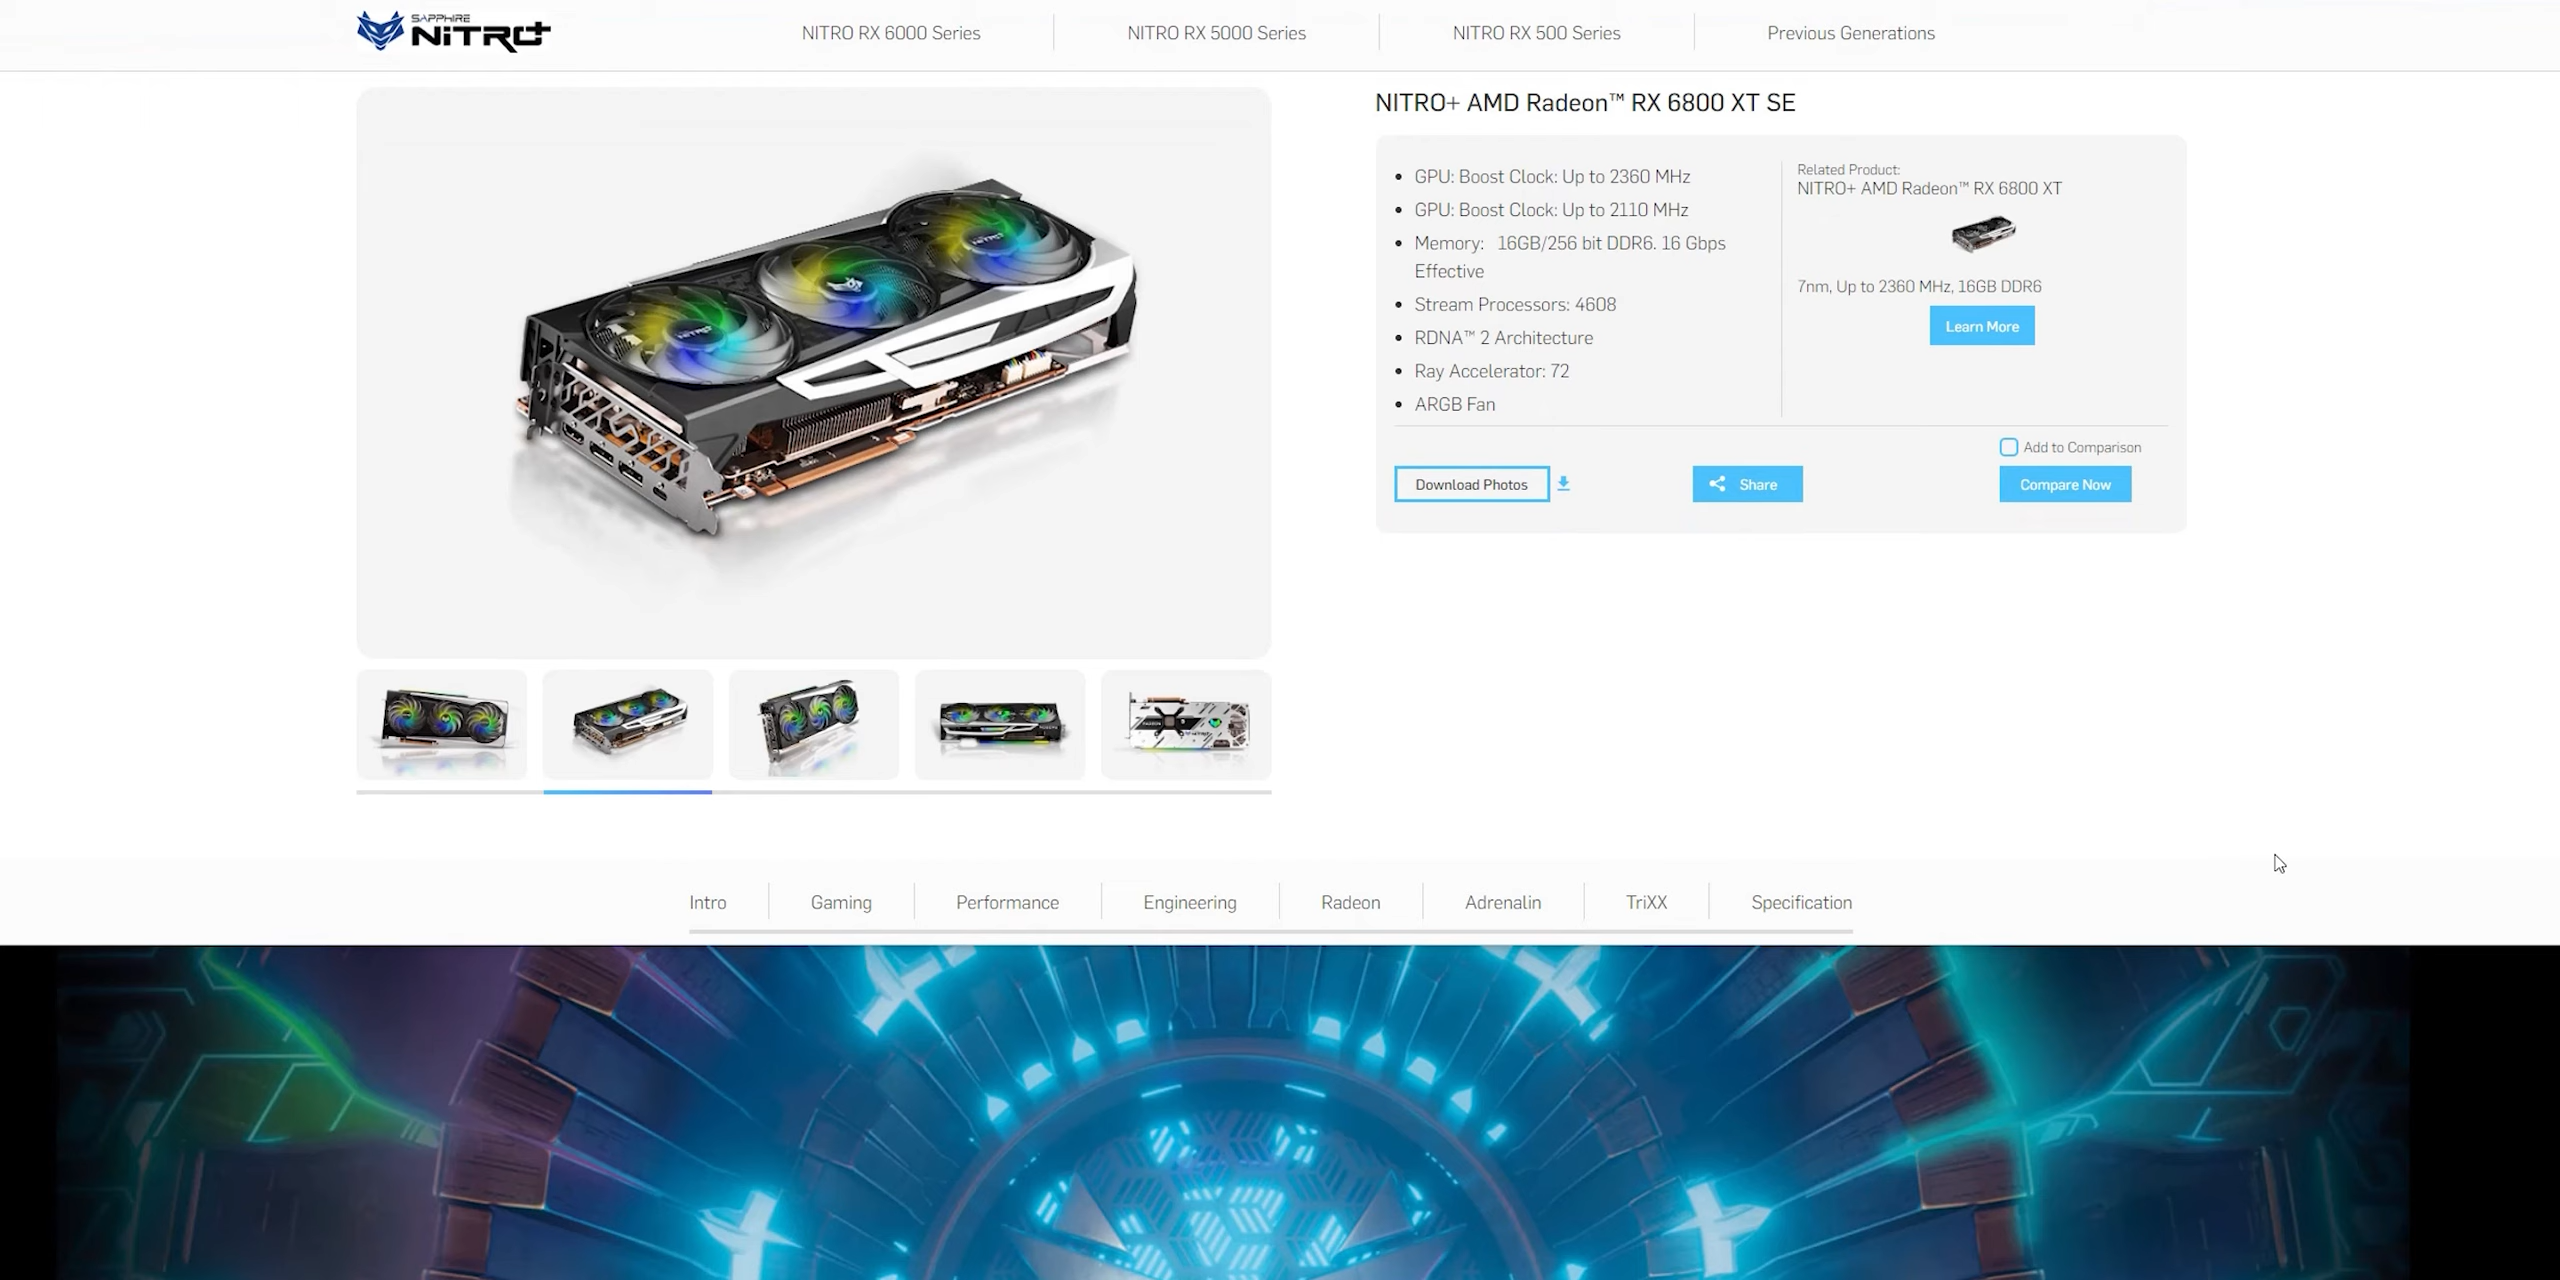 SAPPHIRE
NiTRO+
NITRO RX 6000 Series
NITRO RX 5000 Series
NITRO RX 500 Series
Previous Generations
NITRO+ AMD Radeon™ RX 6800 XT SE
GPU: Boost Clock: Up to 2360 MHz
GPU: Boost Clock: Up to 2110 MHz
Memory: 16GB/256 bit DDR6. 16 Gbps
Effective
Stream Processors: 4608
RDNA™ 2 Architecture
Ray Accelerator: 72
ARGB Fan
Related Product:
NITRO+ AMD Radeon™ RX 6800 XT
7nm, Up to 2360 MHz, 16GB DDR6
Learn More
Add to Comparison
Download Photos
Share
Compare Now
Intro
Gaming
Performance
Engineering
Radeon
Adrenalin
TriXX
Specification